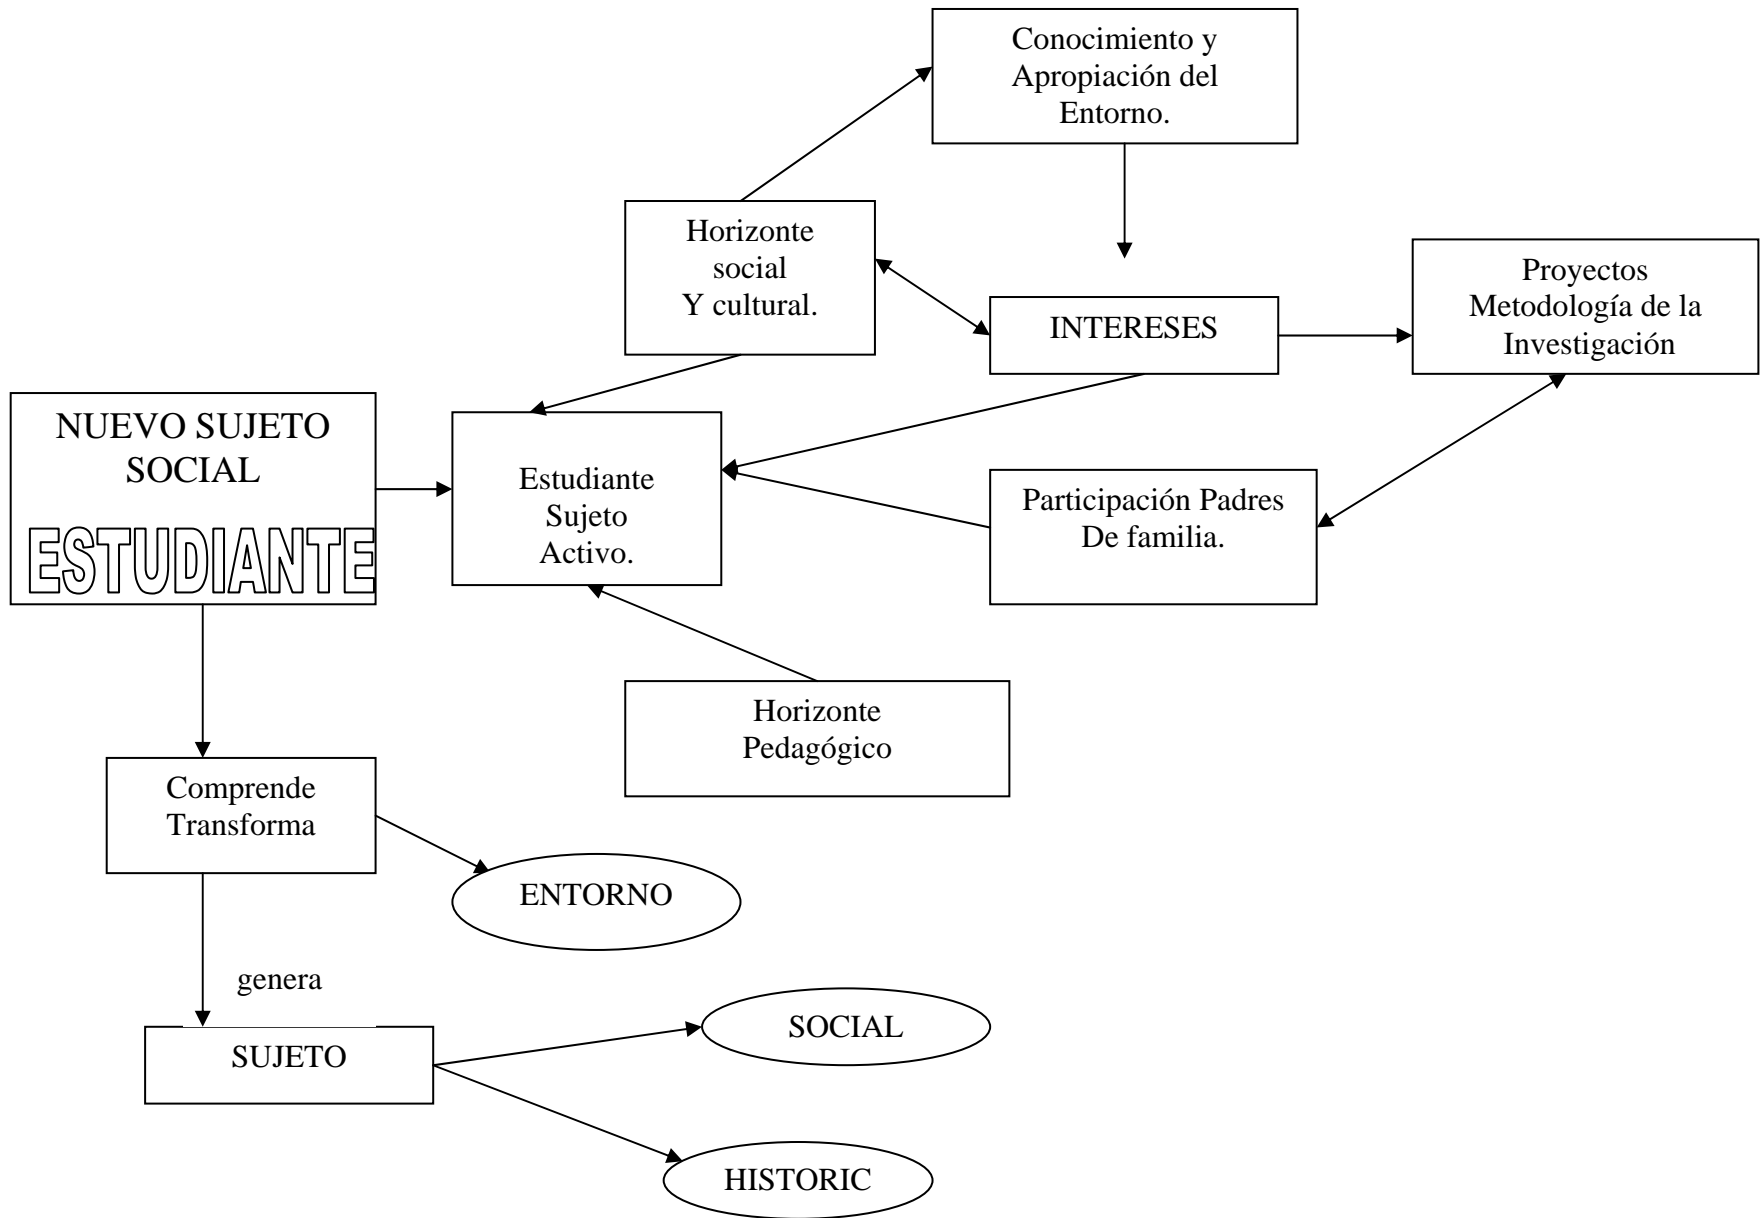 Conocimiento y
Apropiación del
Entorno.
Horizonte
social
Y cultural.
INTERESES
Proyectos
Metodología de la
Investigación
NUEVO SUJETO
SOCIAL
ESTUDIANTE
Estudiante
Sujeto
Activo.
Participación Padres
De familia.
Horizonte
Pedagógico
Comprende
Transforma
ENTORNO
genera
SUJETO
SOCIAL
HISTORIC